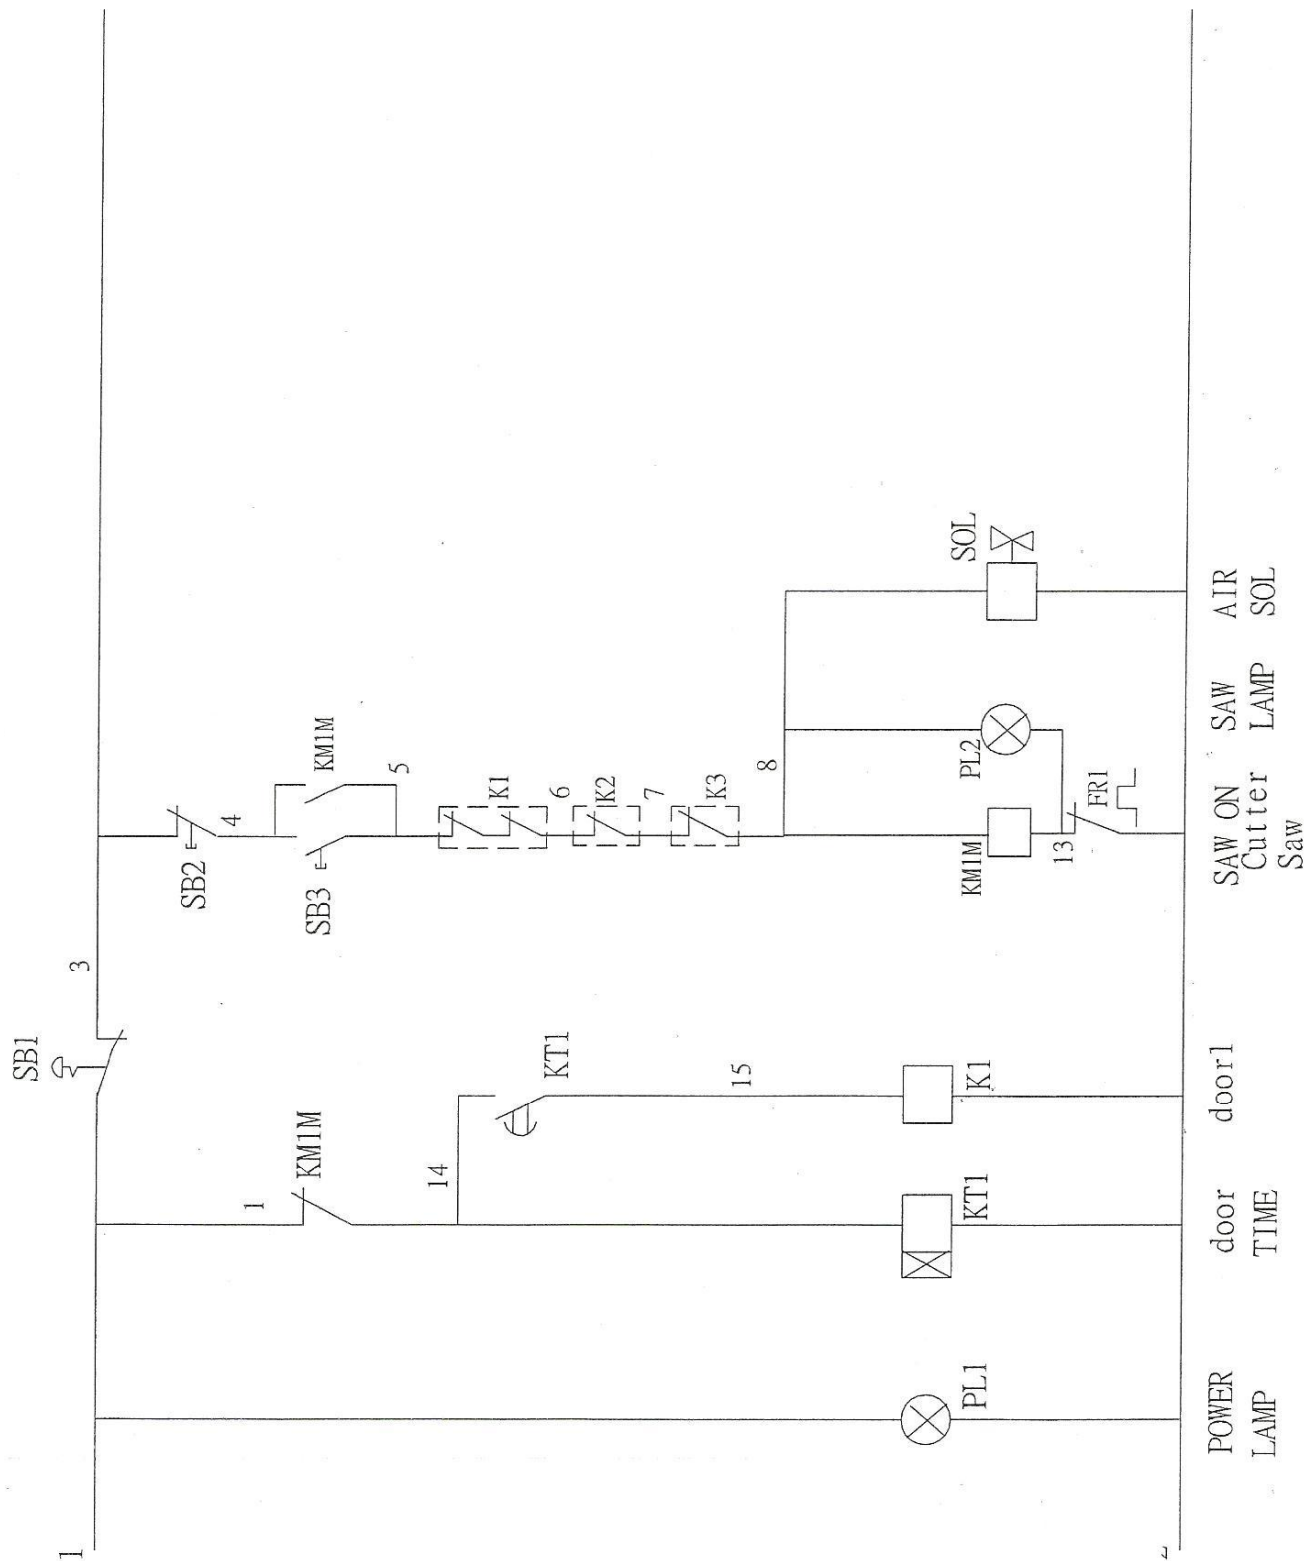 1
SB1
3
SB2
4
SB3
KM1M
5
K1
6
K2
7
K3
8
1
KM1M
14
KT1
15
PL1
KT1
K1
KM1M
PL2
SOL
13
FR1
POWER
LAMP
door
TIME
door1
SAW ON
Cutter
Saw
SAW
LAMP
AIR
SOL